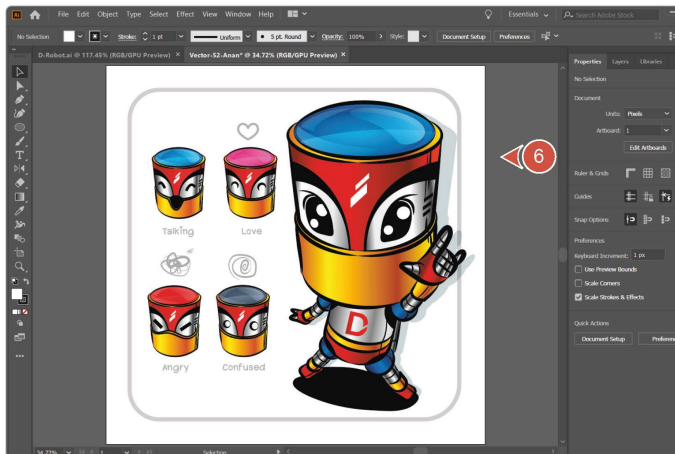 Ai File Edit Object Type Select Effect View Window Help Essentials Search Adobe Stock
No Selection Stroke: 1 pt Uniform 5 pt. Round Opacity: 100% Style: Document Setup Preferences
D-Robot.ai @ 117.45% (RGB/GPU Preview) × Vector-52-Anan* @ 34.72% (RGB/GPU Preview) ×
Properties Layers Libraries
No Selection
Document
Units: Pixels
Artboard: 1
Edit Artboards
Ruler & Grids
Guides
Snap Options
Preferences
Keyboard Increment: 1 px
Use Preview Bounds
Scale Corners
Scale Strokes & Effects
Quick Actions
Document Setup Preferen
6
Talking Love
Angry Confused
D
34.72% 1 Selection